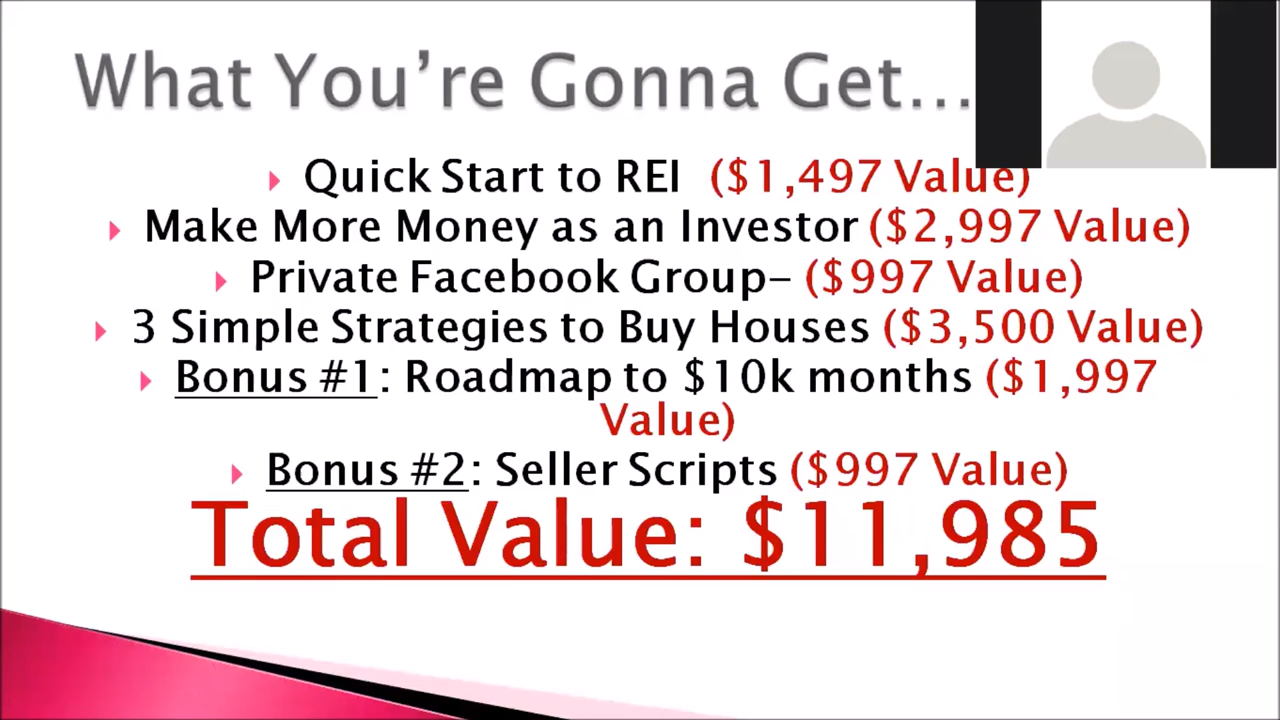 What You're Gonna Get...
Quick Start to REI ($1,497 Value)
Make More Money as an Investor ($2,997 Value)
Private Facebook Group– ($997 Value)
3 Simple Strategies to Buy Houses ($3,500 Value)
Bonus #1: Roadmap to $10k months ($1,997
Value)
Bonus #2: Seller Scripts ($997 Value)
Total Value: $11,985